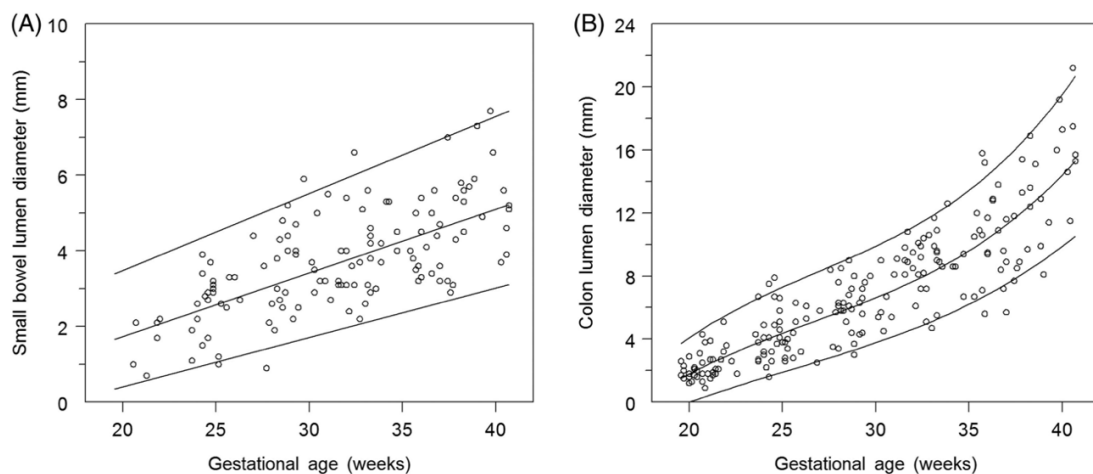 (A)
10
8
6
4
2
0
Small bowel lumen diameter (mm)
20 25 30 35 40
Gestational age (weeks)
(B)
24
20
16
12
8
4
0
Colon lumen diameter (mm)
20 25 30 35 40
Gestational age (weeks)